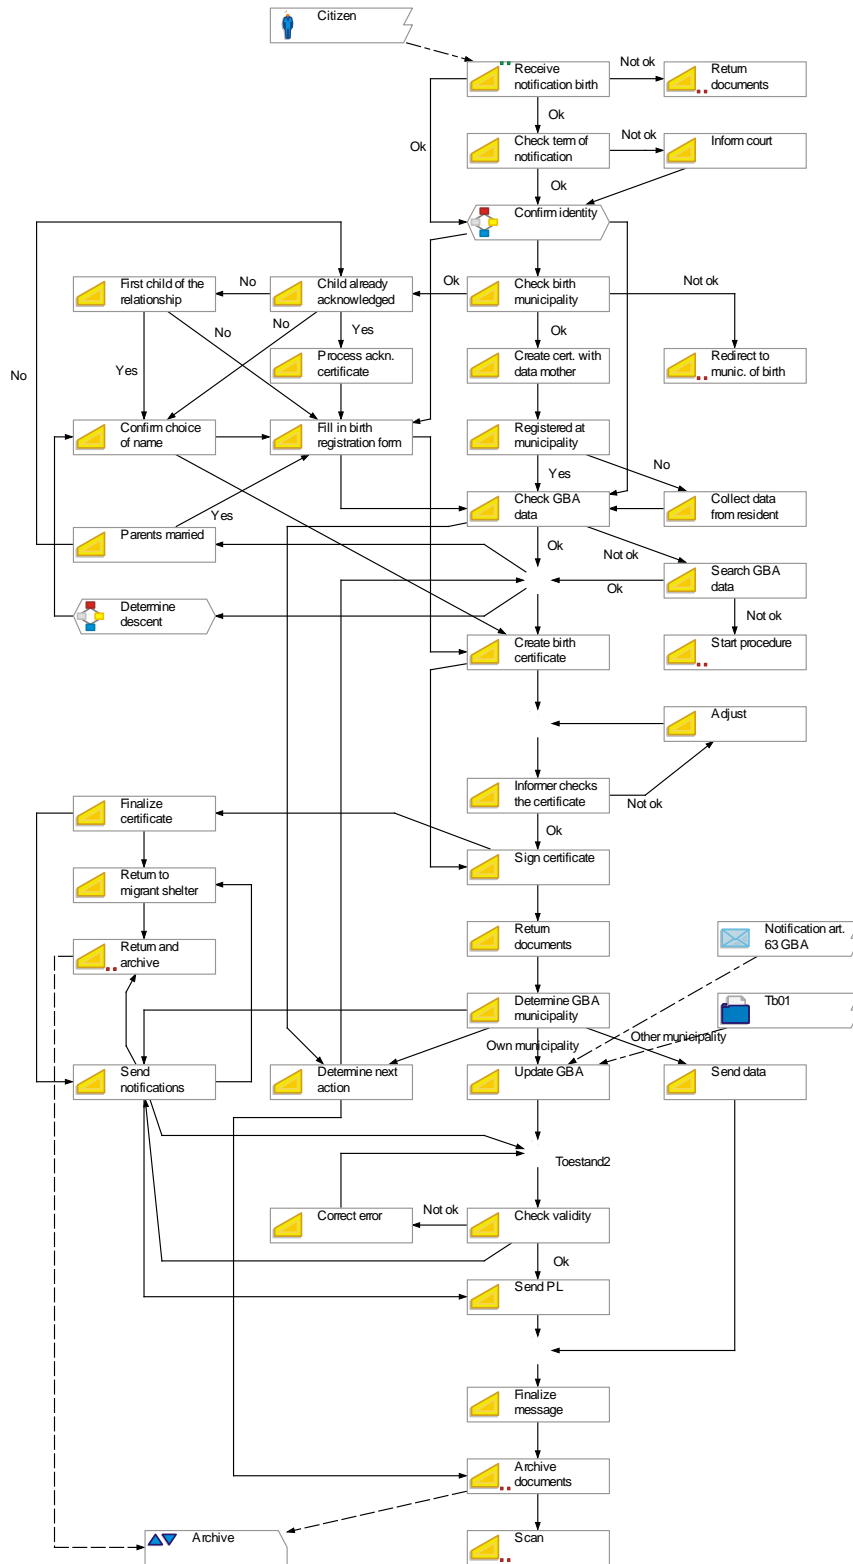 Citizen
Receive
notification birth
Not ok
Return
documents
Ok
Ok
Check term of
notification
Not ok
Inform court
Ok
Confirm identity
First child of the
relationship
No
Child already
acknowledged
Ok
Check birth
municipality
Not ok
No
No
Yes
Ok
Process ackn.
certificate
Create cert. with
data mother
Redirect to
munic. of birth
No
Yes
Confirm choice
of name
Fill in birth
registration form
Registered at
municipality
Yes
No
Check GBA
data
Collect data
from resident
Yes
Parents married
Ok
Not ok
Search GBA
data
Ok
Determine
descent
Not ok
Create birth
certificate
Start procedure
Adjust
Informer checks
the certificate
Not ok
Finalize
certificate
Ok
Sign certificate
Return to
migrant shelter
Return
documents
Notification art.
63 GBA
Return and
archive
Determine GBA
municipality
Tb01
Own municipality
Other municipality
Send
notifications
Determine next
action
Update GBA
Send data
Toestand2
Correct error
Not ok
Check validity
Ok
Send PL
Finalize
message
Archive
documents
Archive
Scan